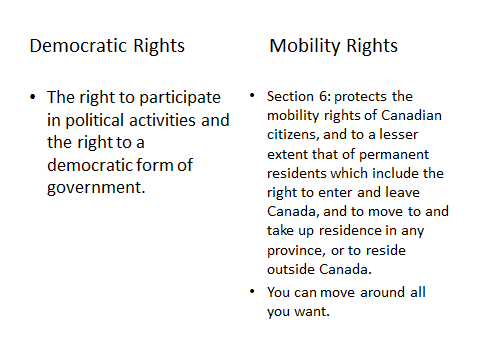 Democratic Rights
• The right to participate
in political activities and
the right to a
democratic form of
government.
Mobility Rights
• Section 6: protects the
mobility rights of Canadian
citizens, and to a lesser
extent that of permanent
residents which include the
right to enter and leave
Canada, and to move to and
take up residence in any
province, or to reside
outside Canada.
• You can move around all
you want.